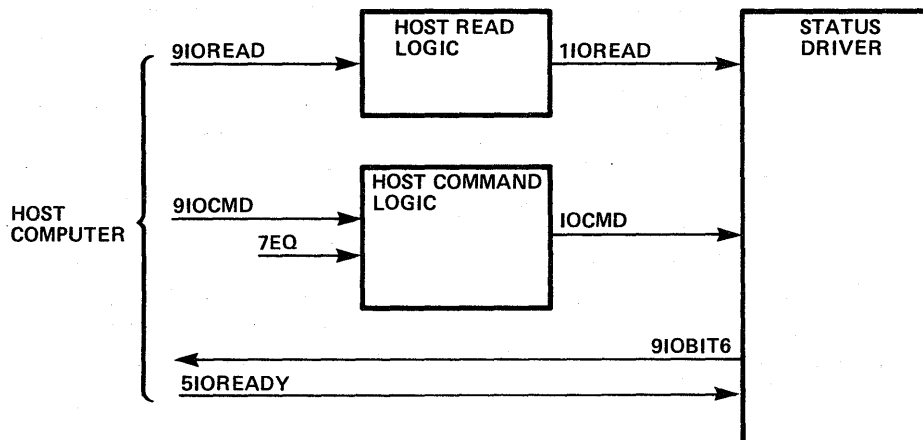 HOST READ
LOGIC
STATUS
DRIVER
9IOREAD
1IOREAD
HOST COMMAND
LOGIC
9IOCMD
IOCMD
HOST
COMPUTER
7EQ
9IOBIT6
5IOREADY